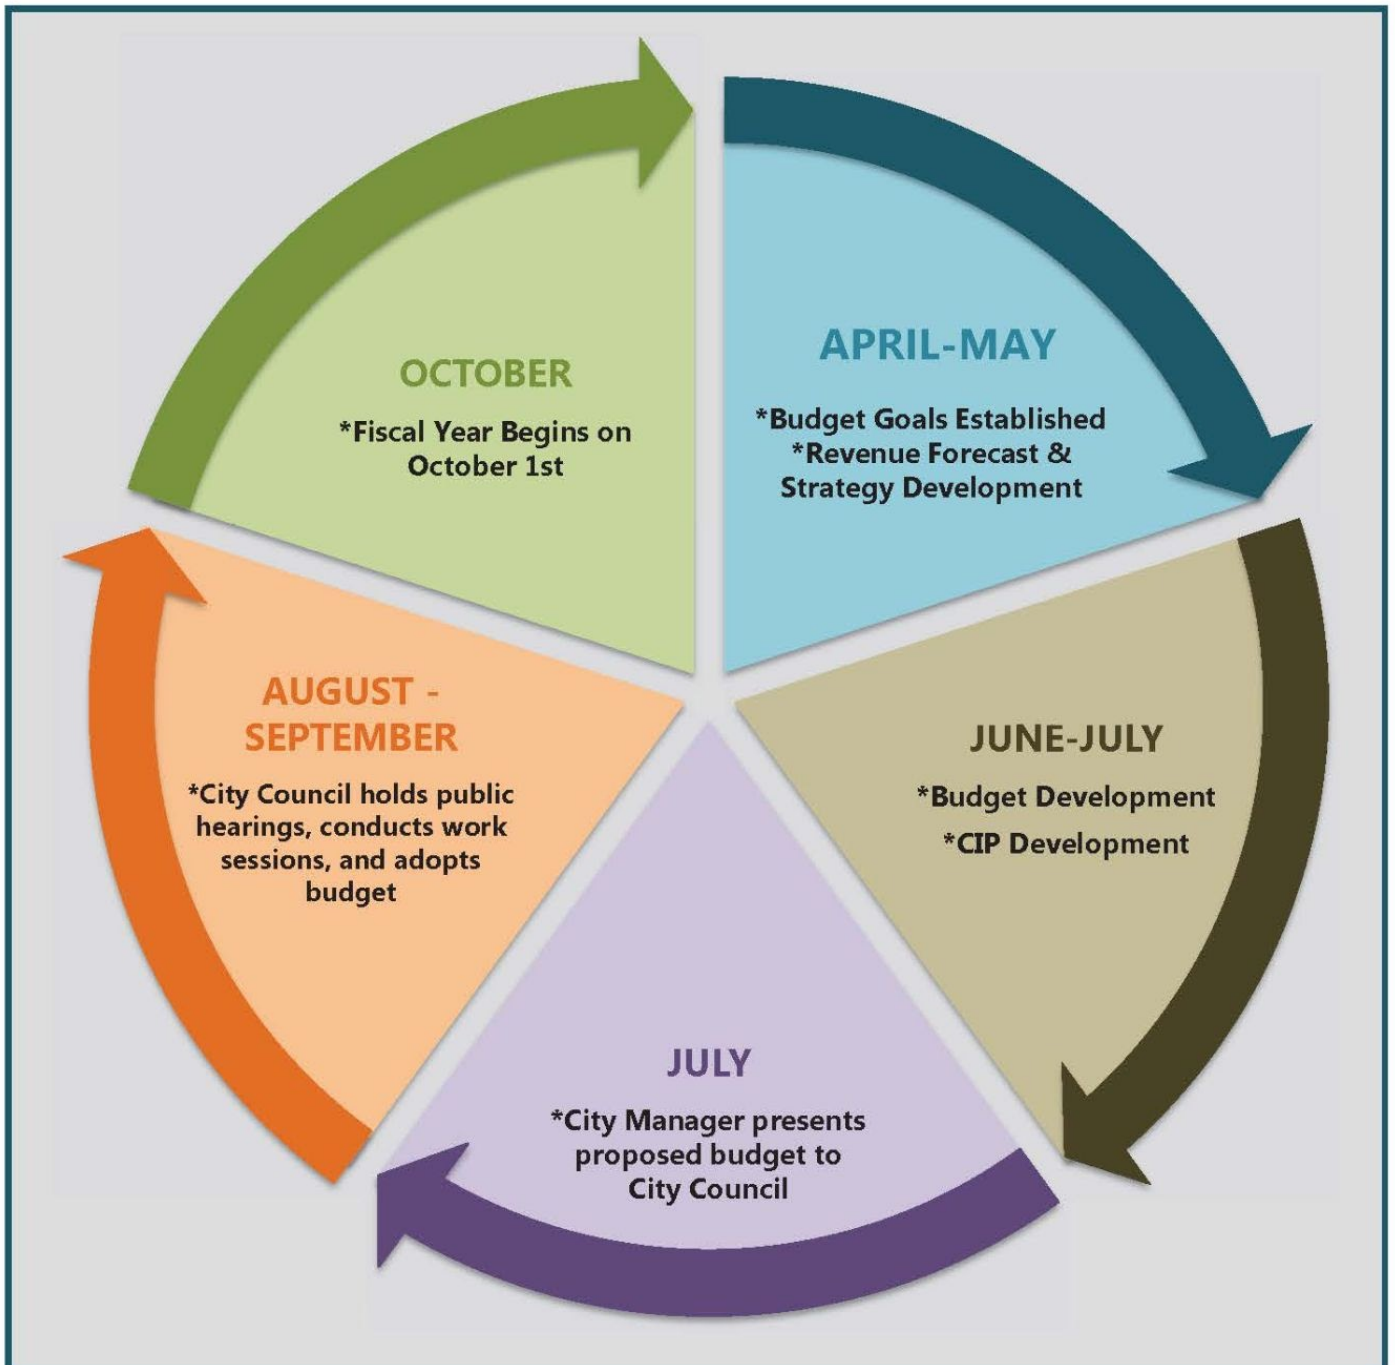 APRIL-MAY
*Budget Goals Established
*Revenue Forecast &
Strategy Development
JUNE-JULY
*Budget Development
*CIP Development
JULY
*City Manager presents
proposed budget to
City Council
AUGUST -
SEPTEMBER
*City Council holds public
hearings, conducts work
sessions, and adopts
budget
OCTOBER
*Fiscal Year Begins on
October 1st